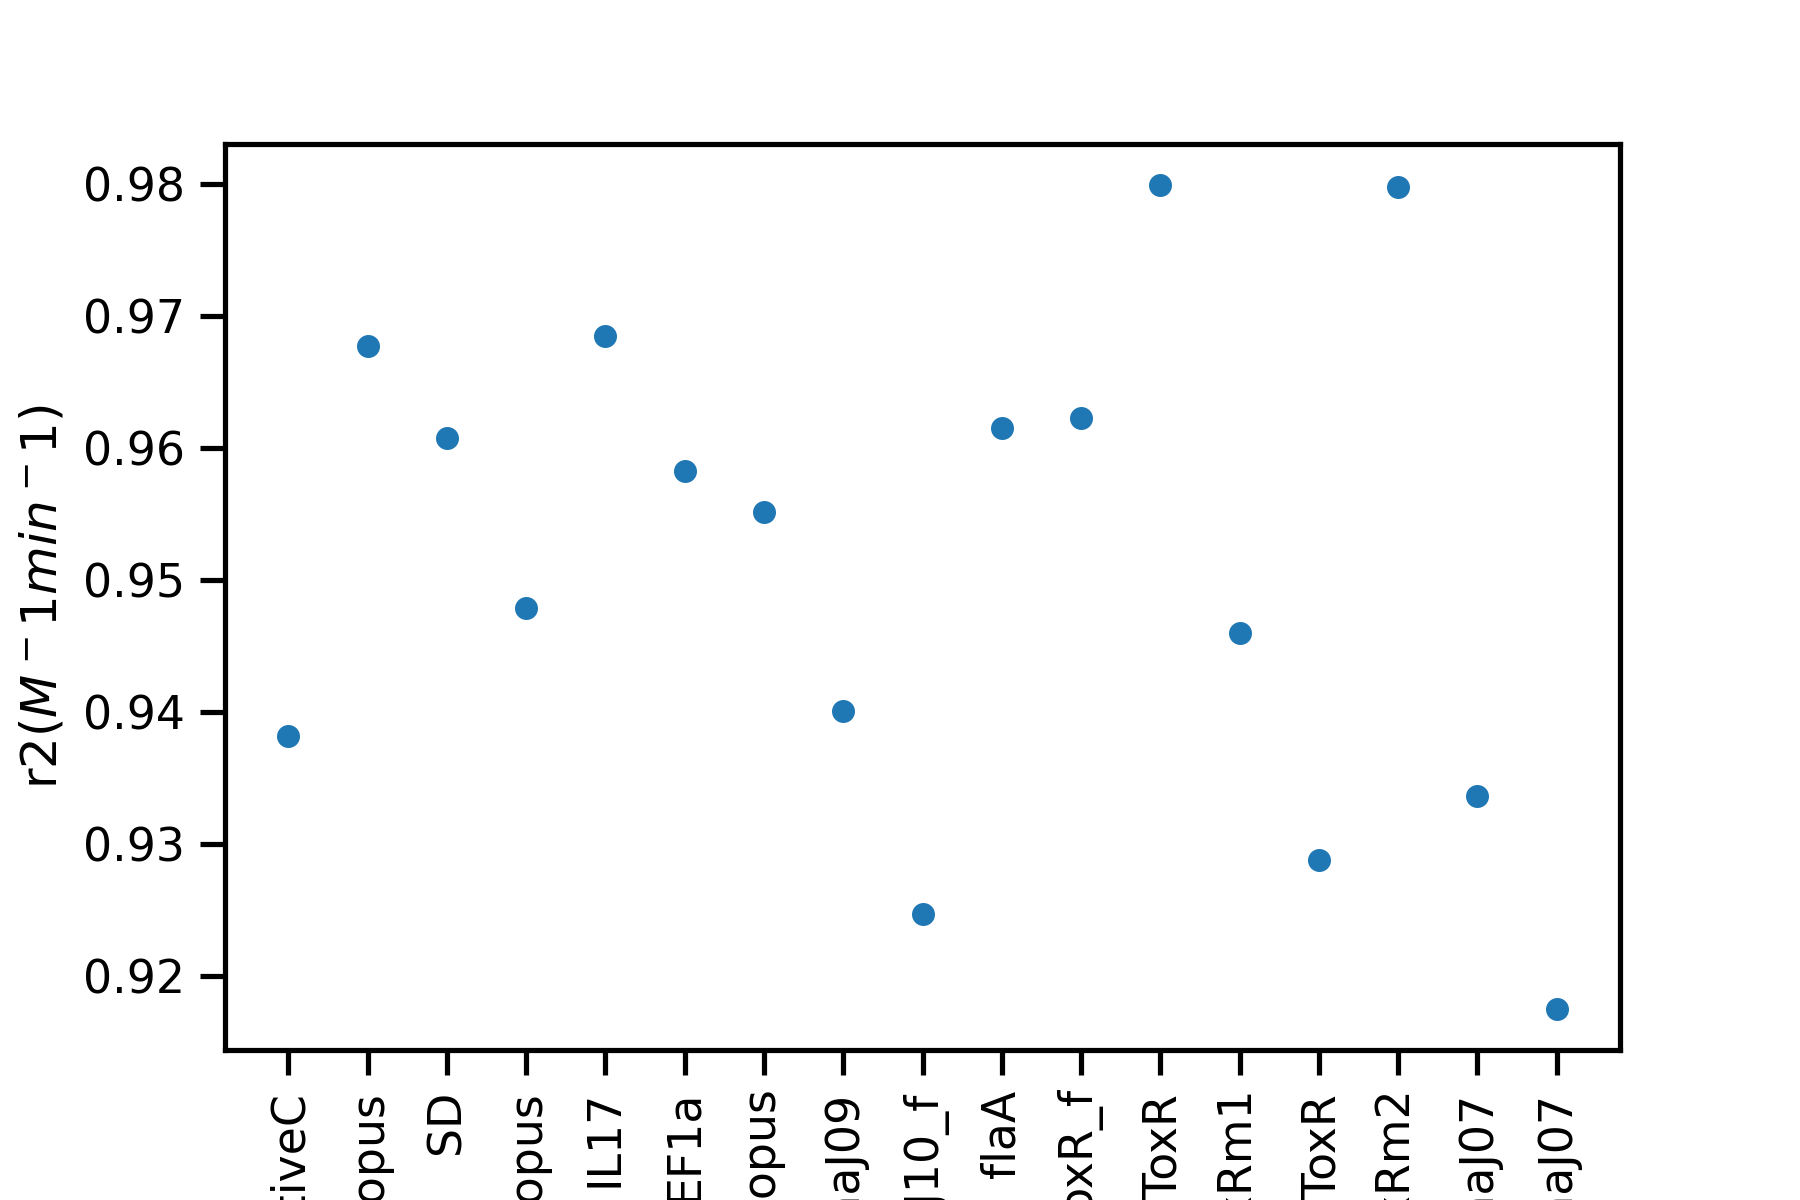 0.98
0.97
0.96
0.95
0.94
0.93
0.92
r2(M−1min−1)
tiveC
opus
SD
opus
IL17
EF1a
opus
aJ09
J10_f
flaA
oxR_f
ToxR
Rm1
ToxR
Rm2
aJ07
aJ07